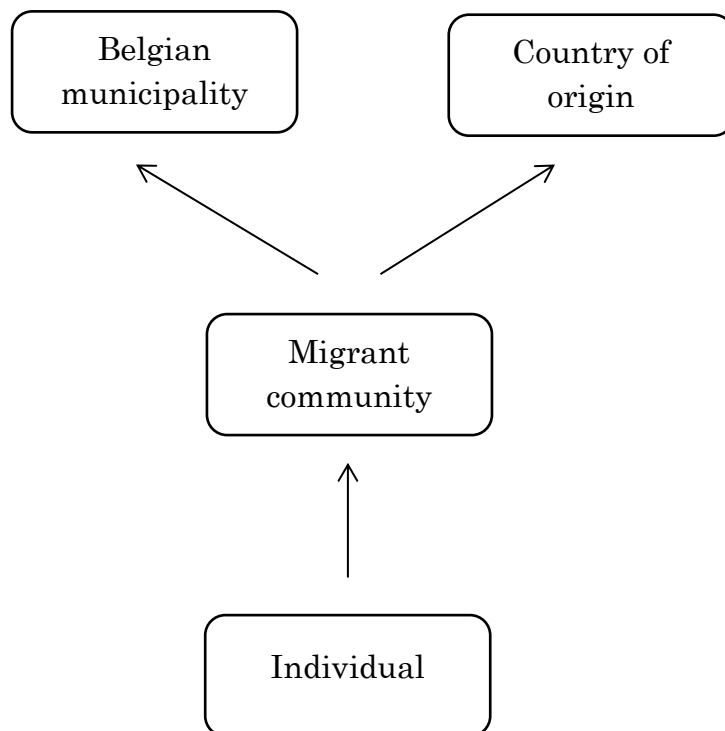 Belgian
municipality
Country of
origin
Migrant
community
Individual